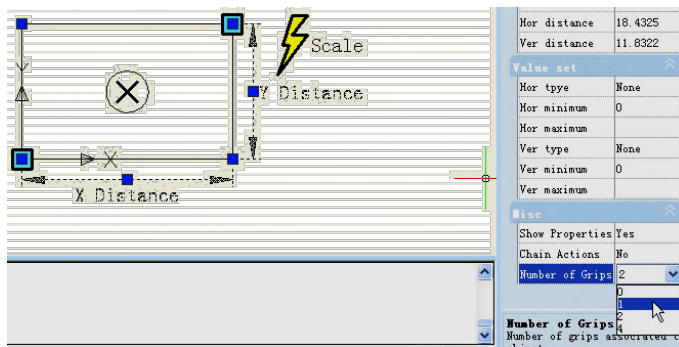 Scale
Y Distance
X
X Distance
Hor distance 18.4325
Ver distance 11.8322
Value set
Hor tpye None
Hor minimum 0
Hor maximum
Ver type None
Ver minimum 0
Ver maximum
Misc
Show Properties Yes
Chain Actions No
Number of Grips 2
0
1
2
4
Number of Grips
Number of grips associated t